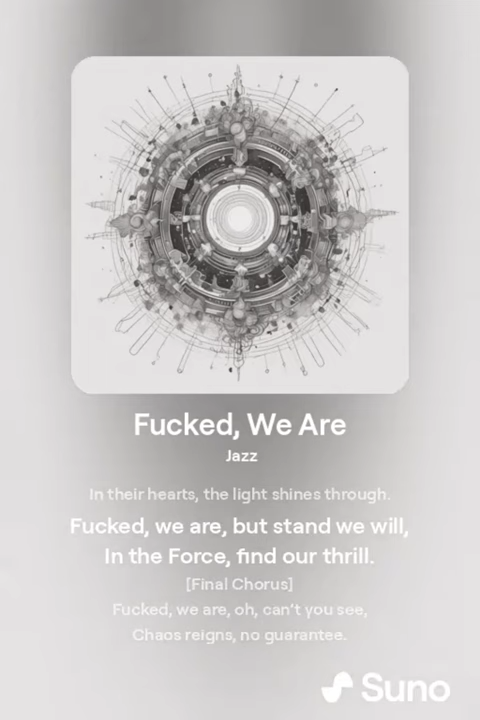 Fucked, We Are
Jazz
In their hearts, the light shines through.
Fucked, we are, but stand we will,
In the Force, find our thrill.
[Final Chorus]
Fucked, we are, oh, can't you see,
Chaos reigns, no guarantee.
Suno